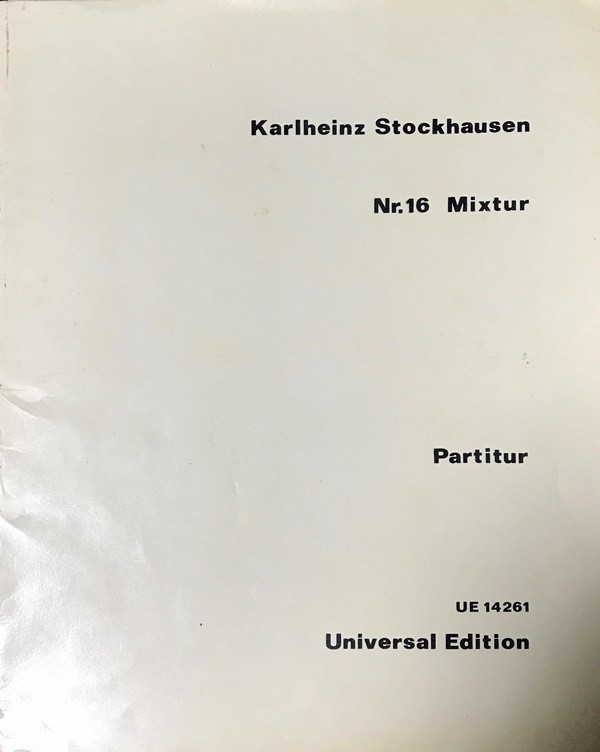 Karlheinz Stockhausen
Nr.16 Mixtur
Partitur
UE 14261
Universal Edition